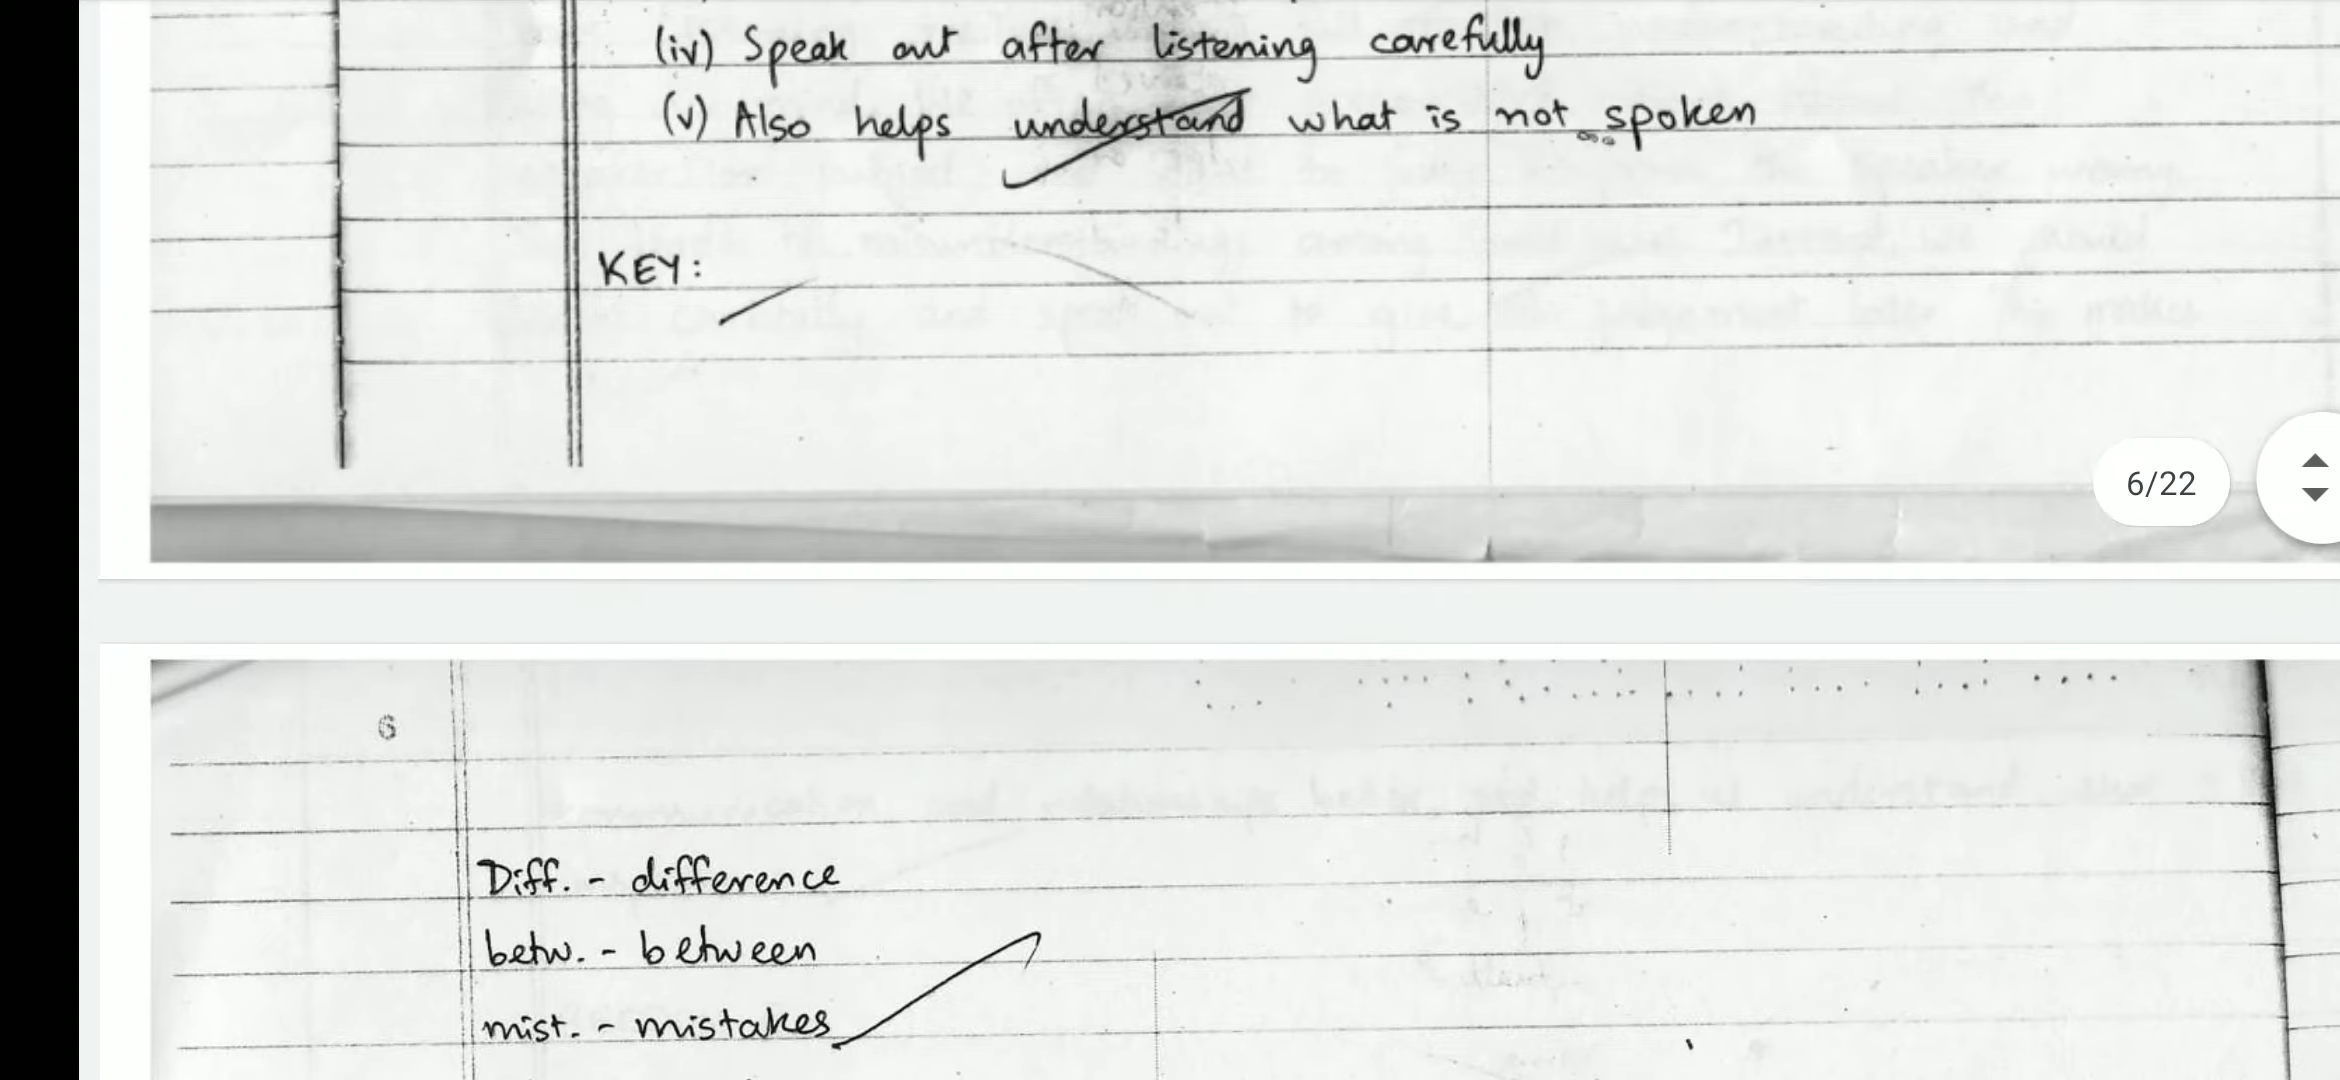 (iv) Speak out after listening carefully
(v) Also helps understand what is not spoken
KEY:
6/22
6
Diff. - difference
betw. - between
mist. - mistakes